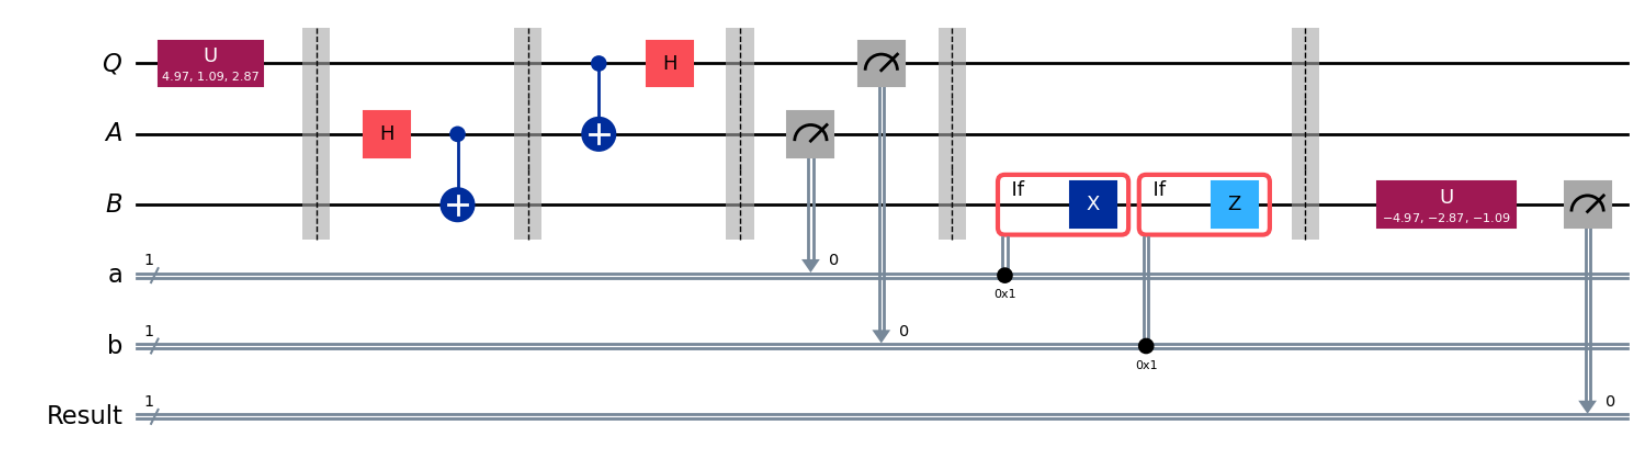 Q U H
4.97, 1.09, 2.87
A H
B If X If Z U
−4.97, −2.87, −1.09
a 1 0
0x1
b 1 0
0x1
Result 1 0